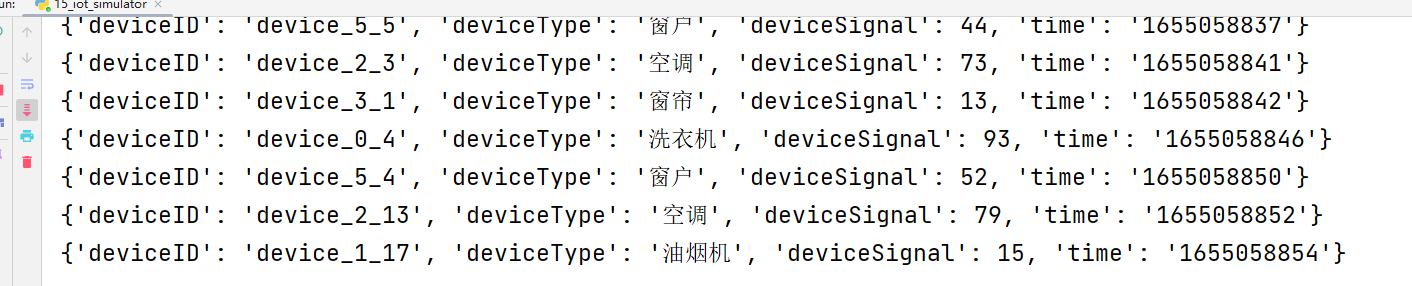 un:
15_iot_simulator
{'deviceID': 'device_5_5', 'deviceType': '窗户', 'deviceSignal': 44, 'time': '1655058837'}
{'deviceID': 'device_2_3', 'deviceType': '空调', 'deviceSignal': 73, 'time': '1655058841'}
{'deviceID': 'device_3_1', 'deviceType': '窗帘', 'deviceSignal': 13, 'time': '1655058842'}
{'deviceID': 'device_0_4', 'deviceType': '洗衣机', 'deviceSignal': 93, 'time': '1655058846'}
{'deviceID': 'device_5_4', 'deviceType': '窗户', 'deviceSignal': 52, 'time': '1655058850'}
{'deviceID': 'device_2_13', 'deviceType': '空调', 'deviceSignal': 79, 'time': '1655058852'}
{'deviceID': 'device_1_17', 'deviceType': '油烟机', 'deviceSignal': 15, 'time': '1655058854'}